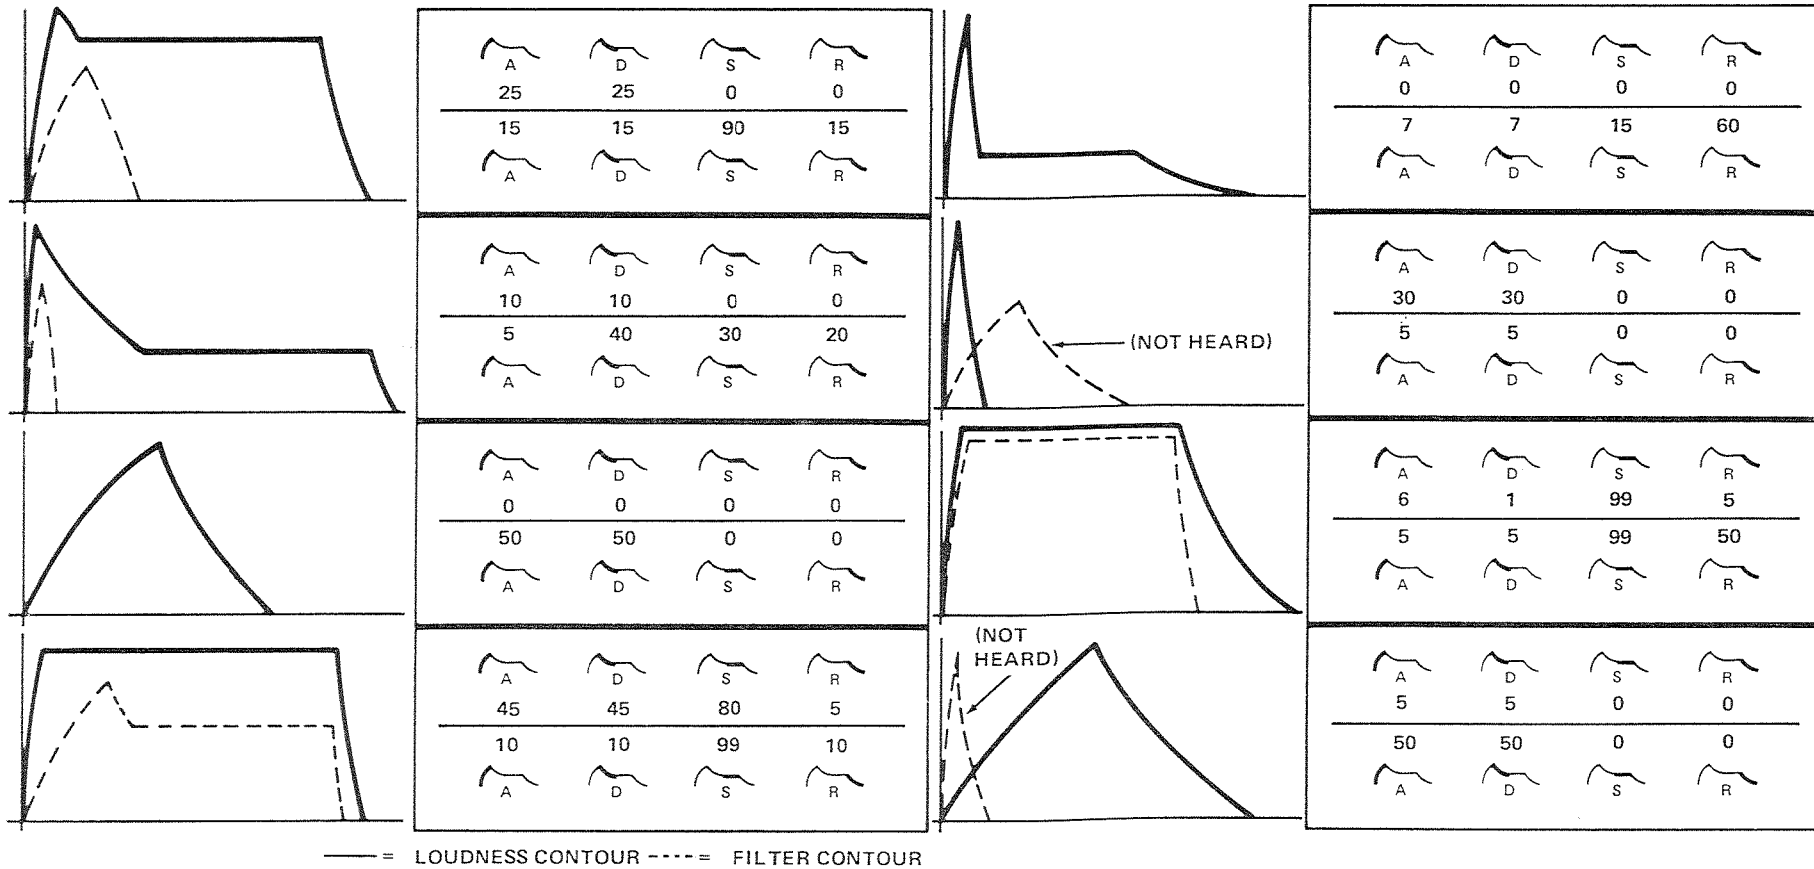 A D S R
25 25 0 0
15 15 90 15
A D S R
A D S R
0 0 0 0
7 7 15 60
A D S R
A D S R
10 10 0 0
5 40 30 20
A D S R
(NOT HEARD)
A D S R
30 30 0 0
5 5 0 0
A D S R
A D S R
0 0 0 0
50 50 0 0
A D S R
A D S R
6 1 99 5
5 5 99 50
A D S R
A D S R
45 45 80 5
10 10 99 10
A D S R
(NOT
HEARD)
A D S R
5 5 0 0
50 50 0 0
A D S R
= LOUDNESS CONTOUR ----= FILTER CONTOUR